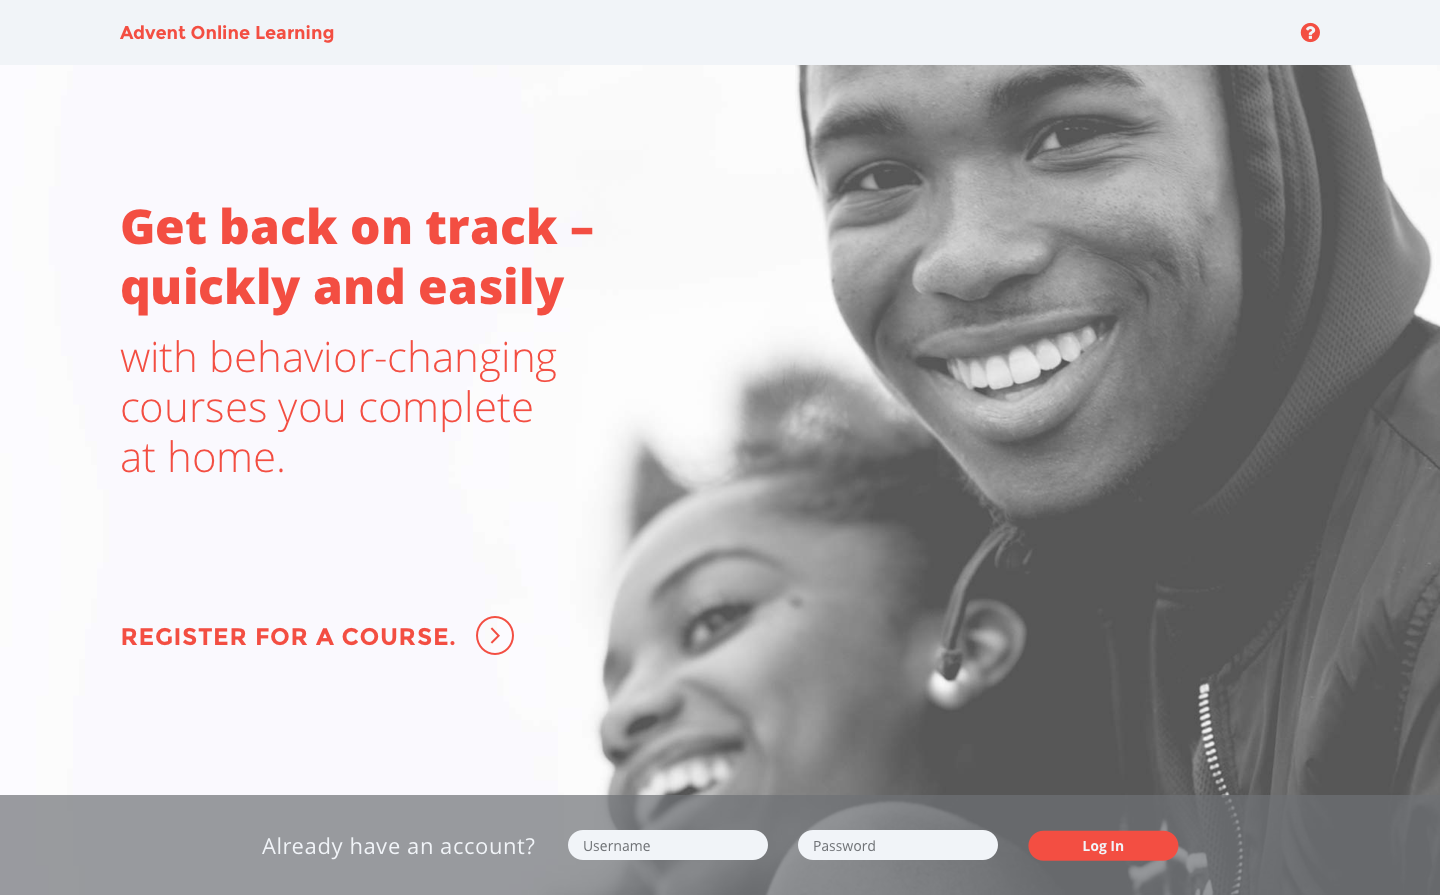 Advent Online Learning
?
Get back on track –
quickly and easily
with behavior-changing
courses you complete
at home.
REGISTER FOR A COURSE.
Already have an account?
Username
Password
Log In